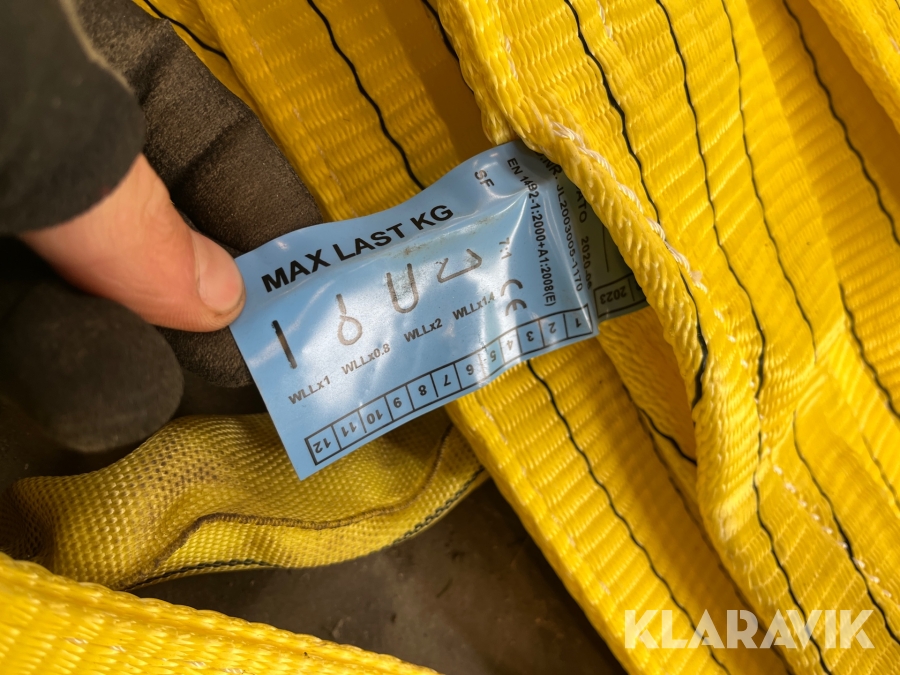 MAX LAST KG
WLLx1 WLLx0.8 WLLx2 WLLx1.4
CE
EN 1492-1:2000+A1:2008(E)
12 11 10 9 8 7 6 5 4 3 2 1
2023
KLARAVIK